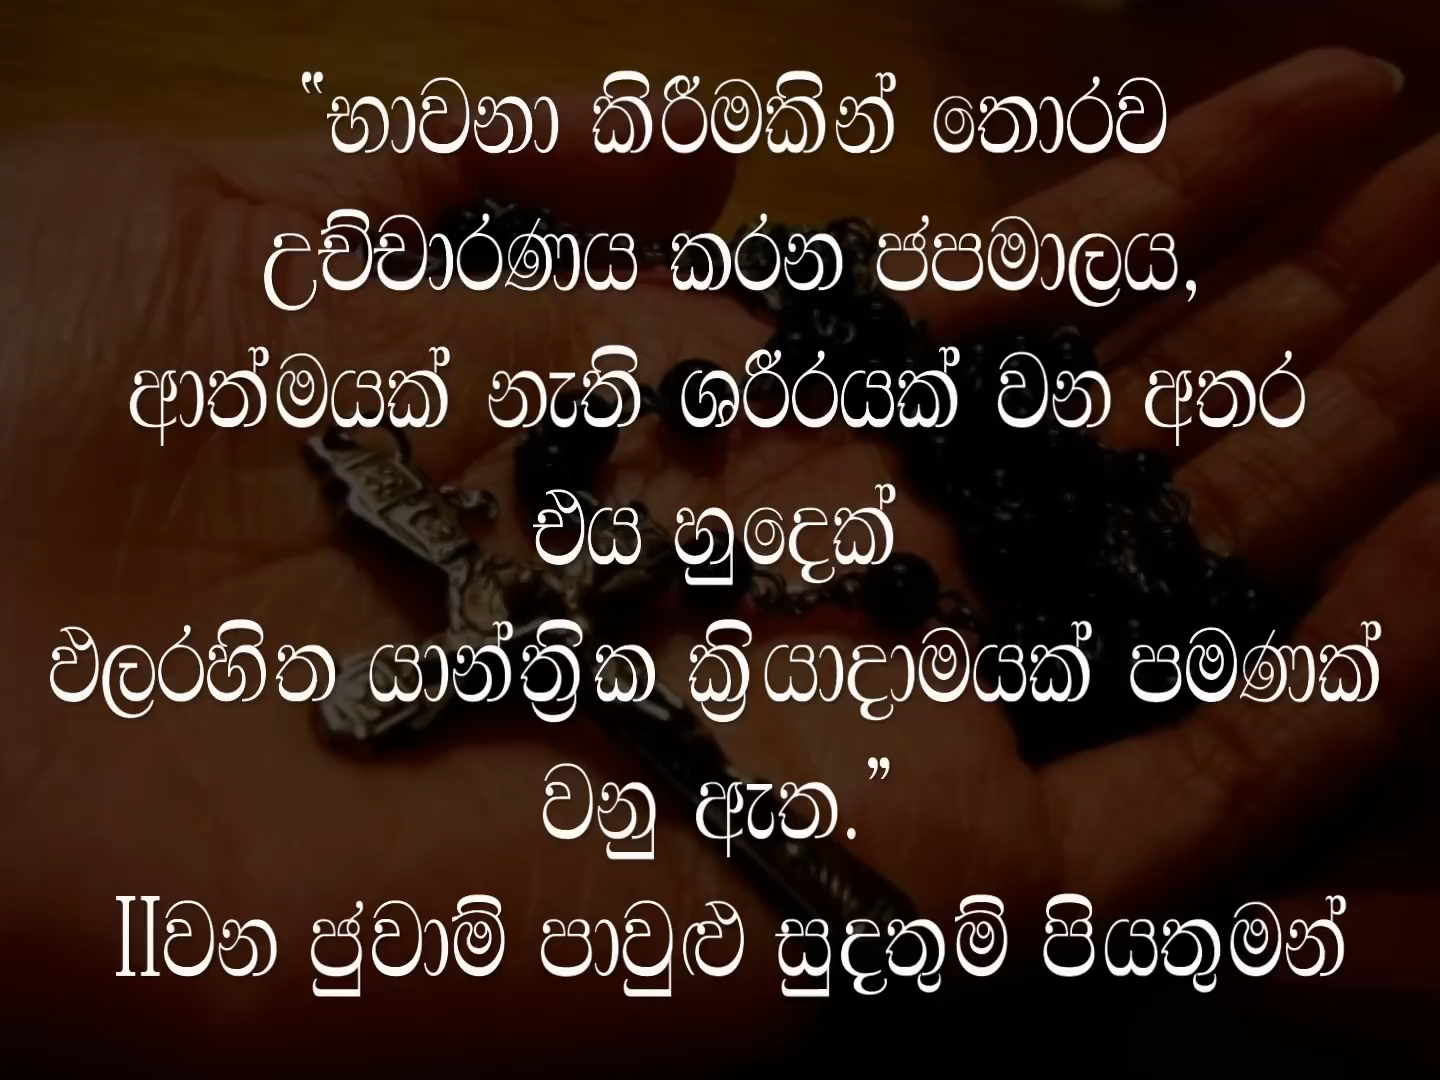 “භාවනා කිරීමකින් තොරව
උච්චාරණය කරන ජපමාලය,
ආත්මයක් නැති ශරීරයක් වන අතර
එය හුදෙක්
ඵලරහිත යාන්ත්‍රික ක්‍රියාදාමයක් පමණක්
වනු ඇත.”
IIවන ජුවාම් පාවුළු සුදතුම් පියතුමන්